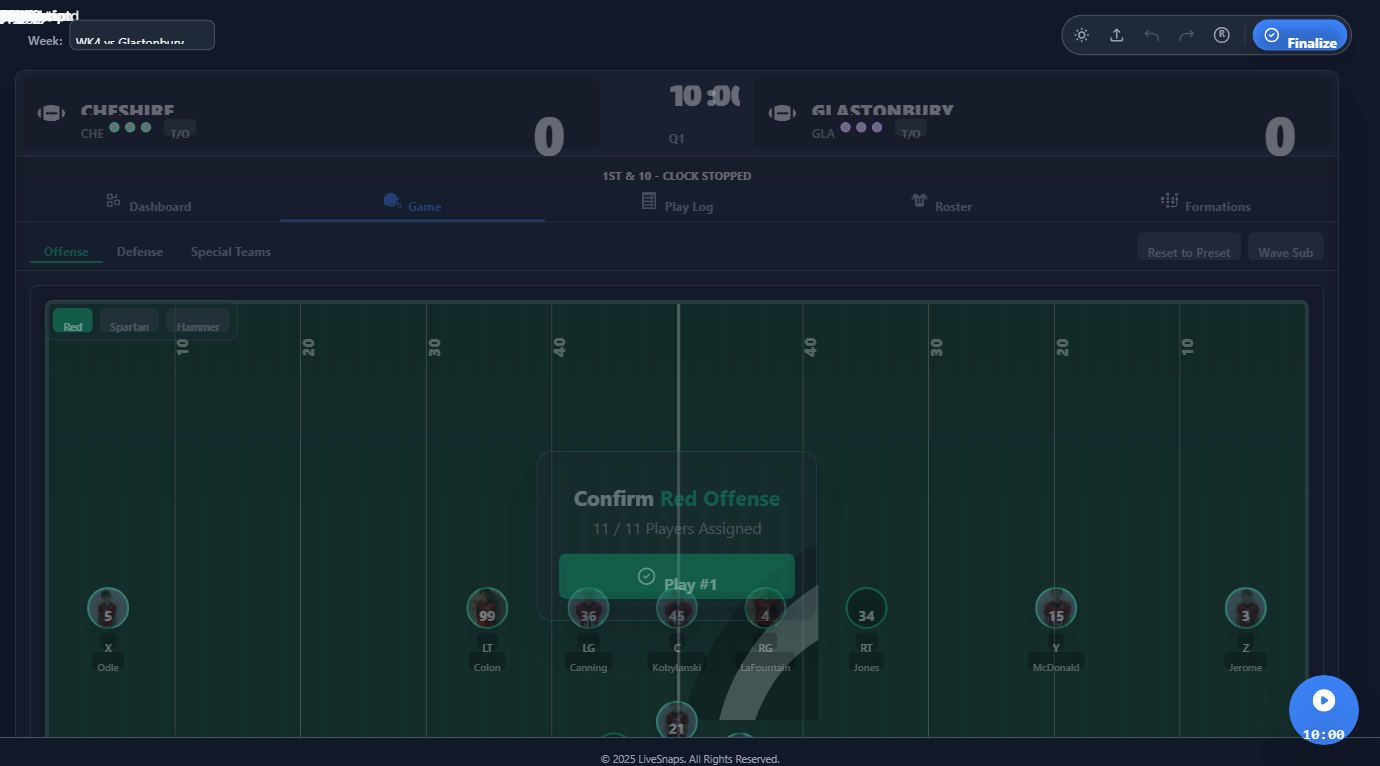 Week:
WK4 vs Glastonbury
Finalize
CHESHIRE
CHE
T/O
0
10:00
Q1
GLASTONBURY
GLA
T/O
0
1ST & 10 - CLOCK STOPPED
Dashboard
Game
Play Log
Roster
Formations
Offense
Defense
Special Teams
Reset to Preset
Wave Sub
Red
Spartan
Hammer
10
20
30
40
40
30
20
10
Confirm Red Offense
11 / 11 Players Assigned
Play #1
5
X
Odle
99
LT
Colon
36
LG
Canning
45
C
Kobylanski
4
RG
LaFountain
34
RT
Jones
15
Y
McDonald
3
Z
Jerome
21
10:00
© 2025 LiveSnaps. All Rights Reserved.